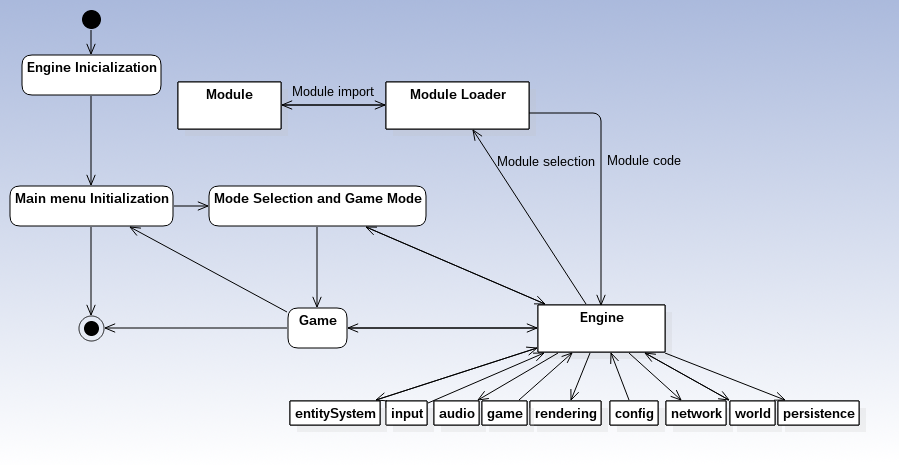 Engine Inicialization
Module
Module import
Module Loader
Module selection
Module code
Main menu Initialization
Mode Selection and Game Mode
Game
Engine
entitySystem
input
audio
game
rendering
config
network
world
persistence